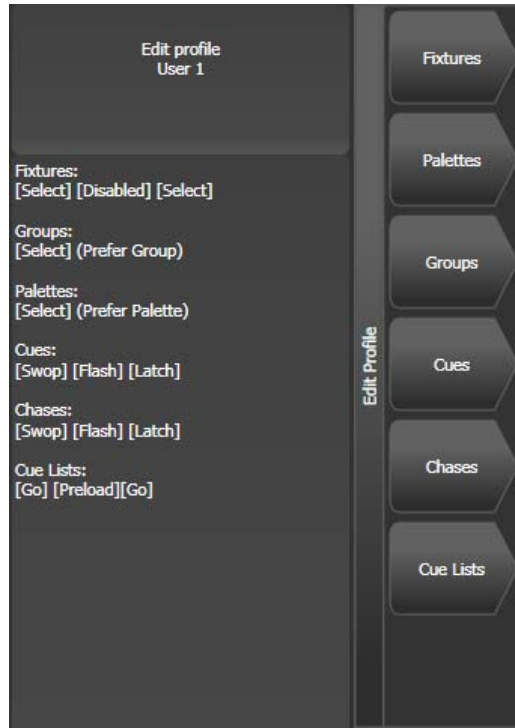 Edit profile
User 1
Fixtures:
[Select] [Disabled] [Select]
Groups:
[Select] (Prefer Group)
Palettes:
[Select] (Prefer Palette)
Cues:
[Swop] [Flash] [Latch]
Chases:
[Swop] [Flash] [Latch]
Cue Lists:
[Go] [Preload][Go]
Edit Profile
Fixtures
Palettes
Groups
Cues
Chases
Cue Lists